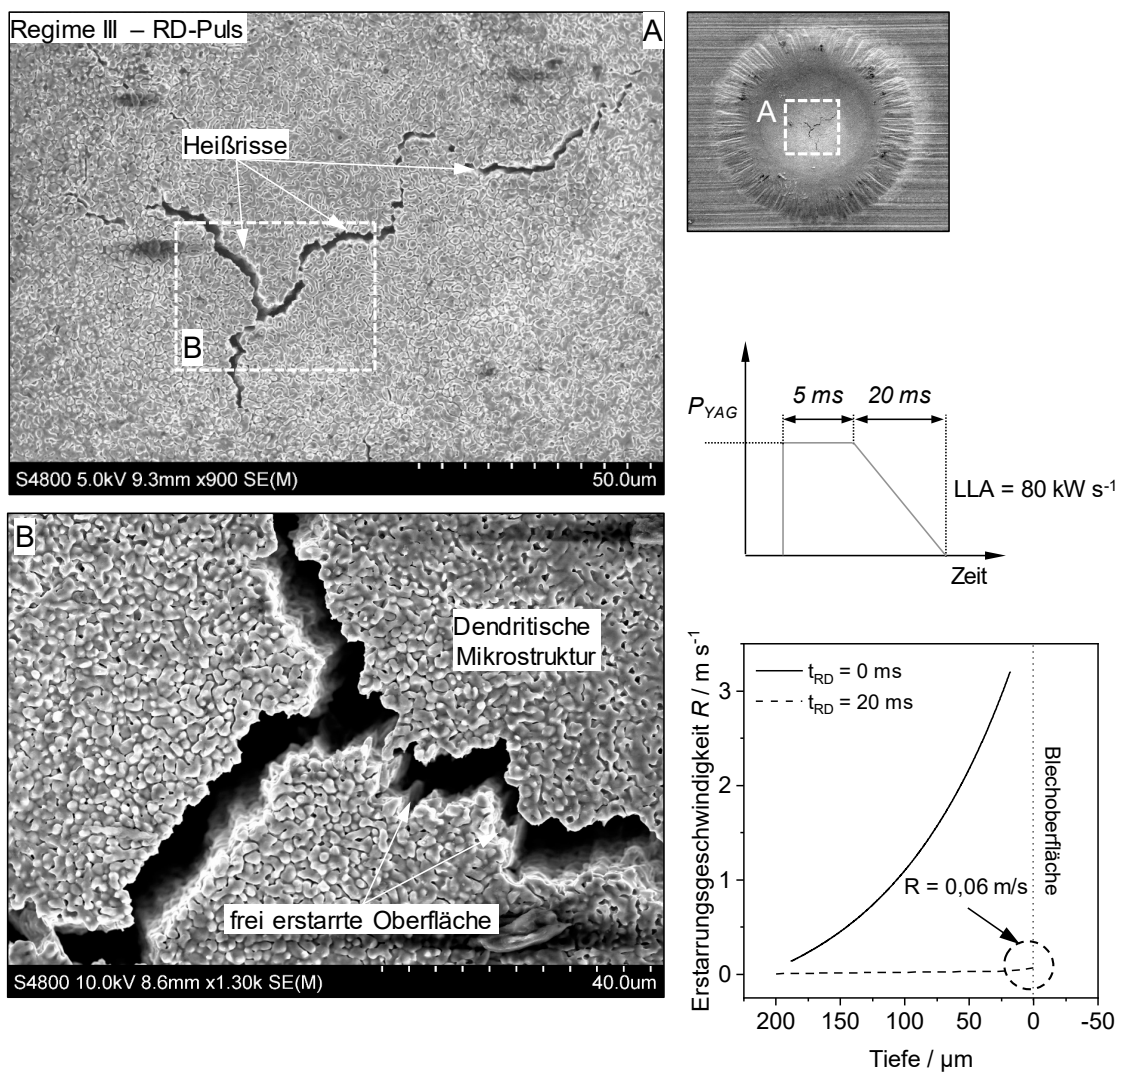 Regime III – RD-Puls
A
Heißrisse
B
S4800 5.0kV 9.3mm x900 SE(M)
50.0um
A
P_YAG
5 ms
20 ms
LLA = 80 kW s⁻¹
Zeit
B
Dendritische
Mikrostruktur
frei erstarrte Oberfläche
S4800 10.0kV 8.6mm x1.30k SE(M)
40.0um
Erstarrungsgeschwindigkeit R / m s⁻¹
t_RD = 0 ms
t_RD = 20 ms
3
2
1
0
R = 0,06 m/s
Blechoberfläche
200 150 100 50 0 -50
Tiefe / µm